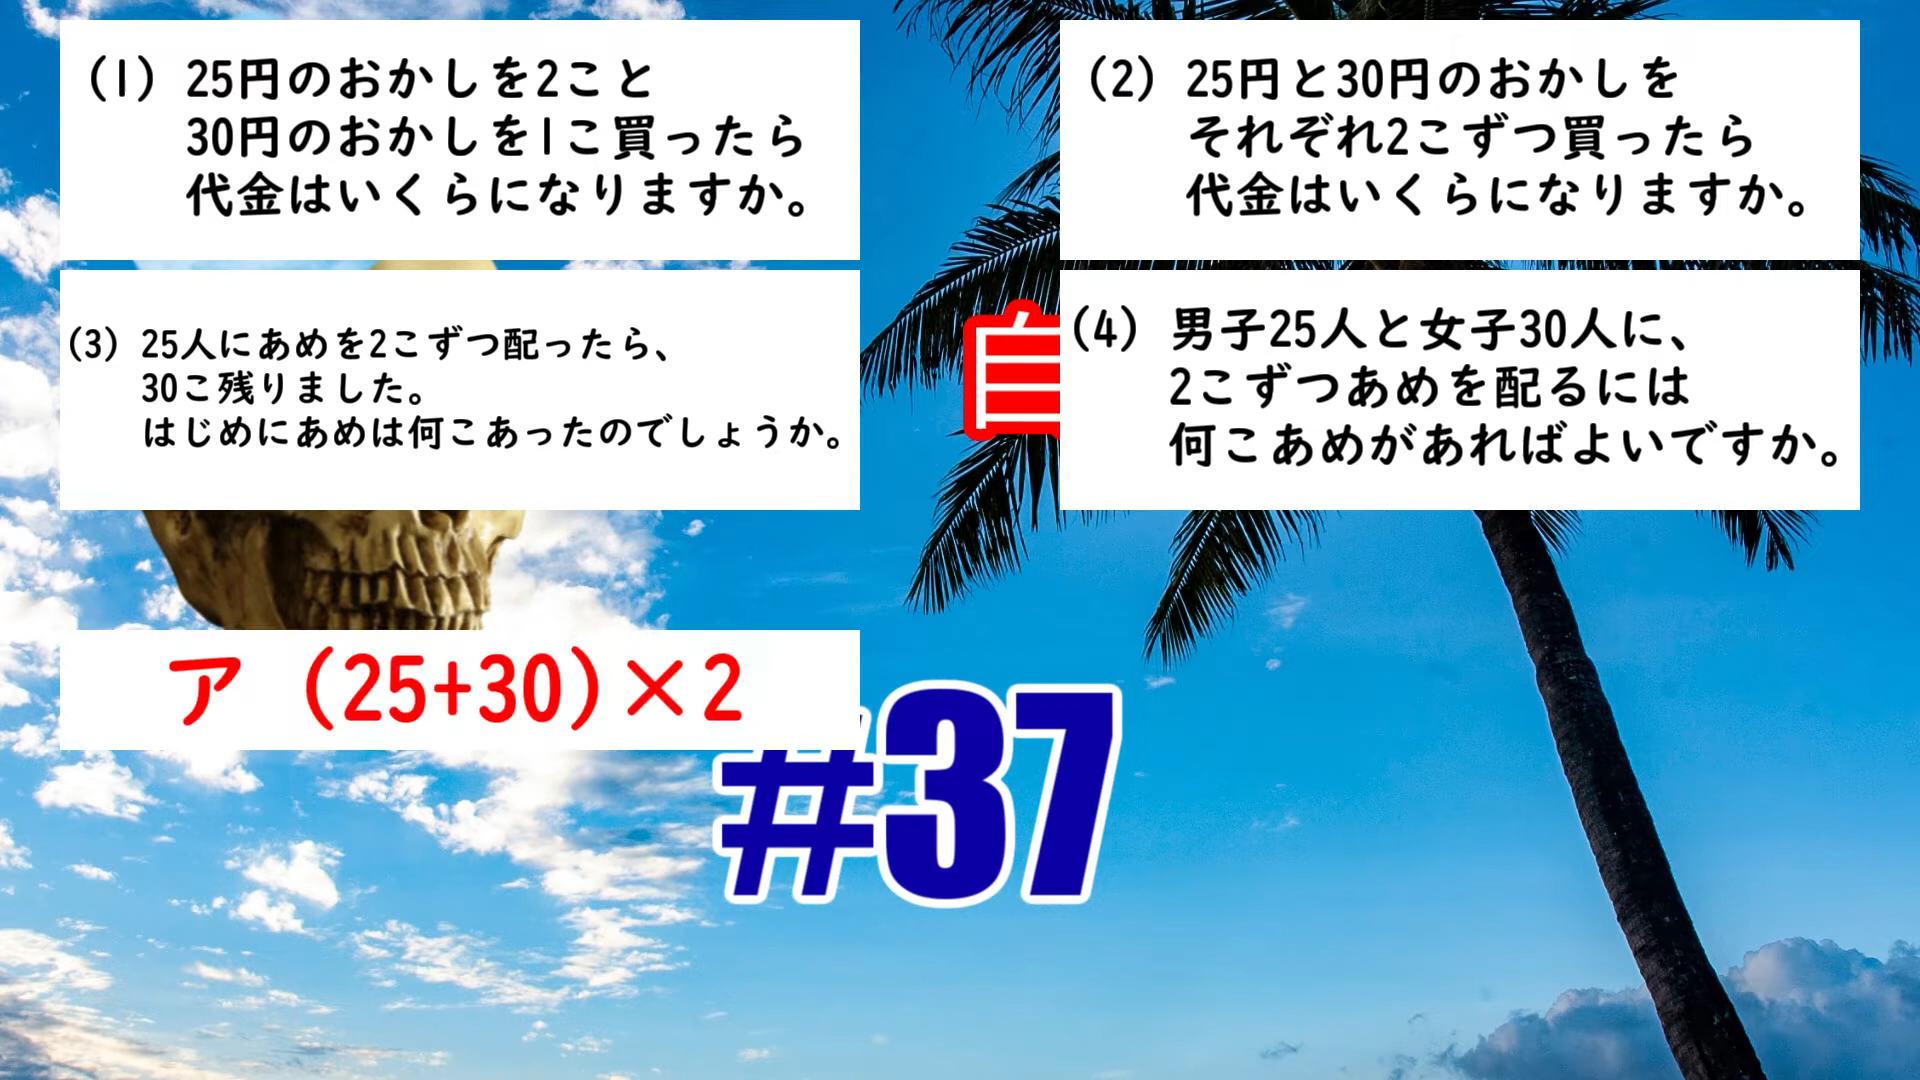 (1) 25円のおかしを2こと
30円のおかしを1こ買ったら
代金はいくらになりますか。
(2) 25円と30円のおかしを
それぞれ2こずつ買ったら
代金はいくらになりますか。
(3) 25人にあめを2こずつ配ったら、
30こ残りました。
はじめにあめは何こあったのでしょうか。
(4) 男子25人と女子30人に、
2こずつあめを配るには
何こあめがあればよいですか。
ア (25+30)×2
#37